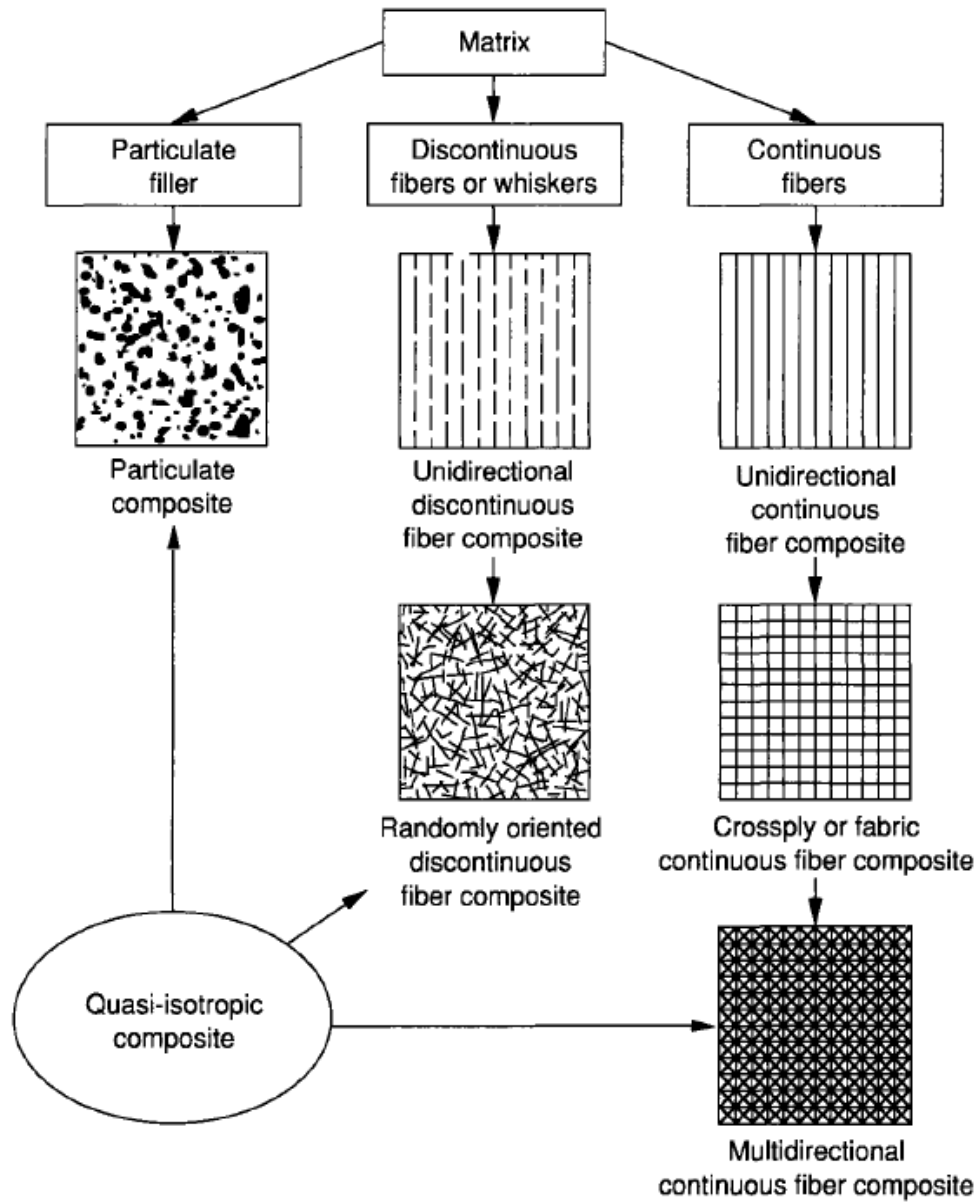 Matrix
Particulate
filler
Discontinuous
fibers or whiskers
Continuous
fibers
Particulate
composite
Unidirectional
discontinuous
fiber composite
Unidirectional
continuous
fiber composite
Randomly oriented
discontinuous
fiber composite
Crossply or fabric
continuous fiber composite
Quasi-isotropic
composite
Multidirectional
continuous fiber composite